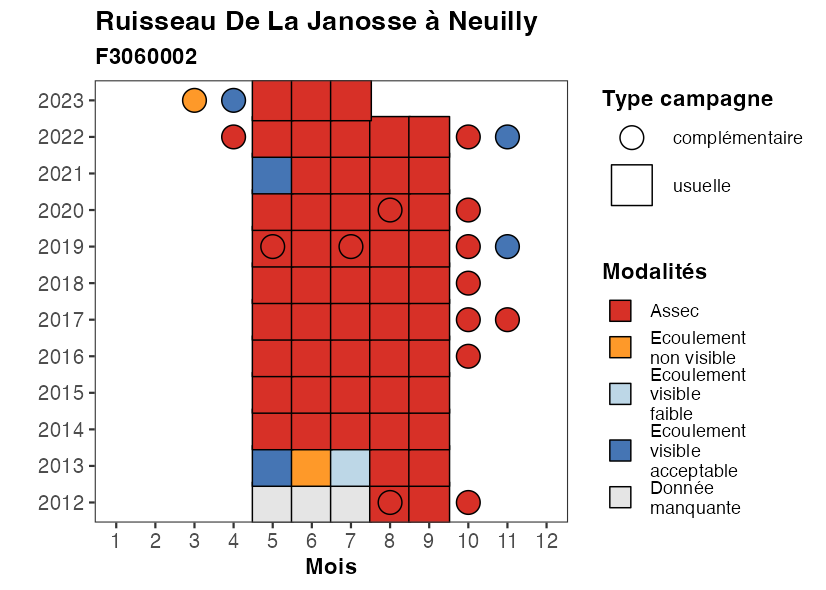 Ruisseau De La Janosse à Neuilly
F3060002
2023
2022
2021
2020
2019
2018
2017
2016
2015
2014
2013
2012
1 2 3 4 5 6 7 8 9 10 11 12
Mois
Type campagne
complémentaire
usuelle
Modalités
Assec
Ecoulement
non visible
Ecoulement
visible
faible
Ecoulement
visible
acceptable
Donnée
manquante